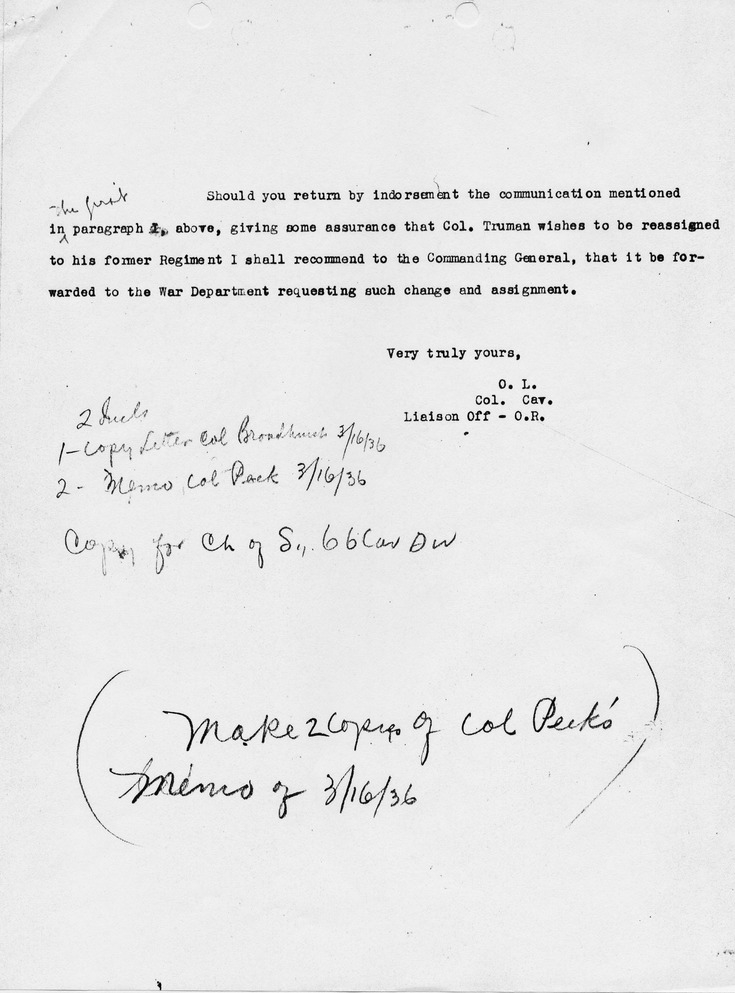 the first
Should you return by indorsement the communication mentioned
in paragraph 1, above, giving some assurance that Col. Truman wishes to be reassigned
to his former Regiment I shall recommend to the Commanding General, that it be for-
warded to the War Department requesting such change and assignment.
Very truly yours,
O. L.
Col. Cav.
Liaison Off - O.R.
2 Incls
1- Copy Letter Col Broadhurst 3/16/36
2 - Memo Col Peck 3/16/36
Copy for Ch of S, 66 Cav Div
(Make 2 copies of Col Peck's
Memo of 3/16/36)